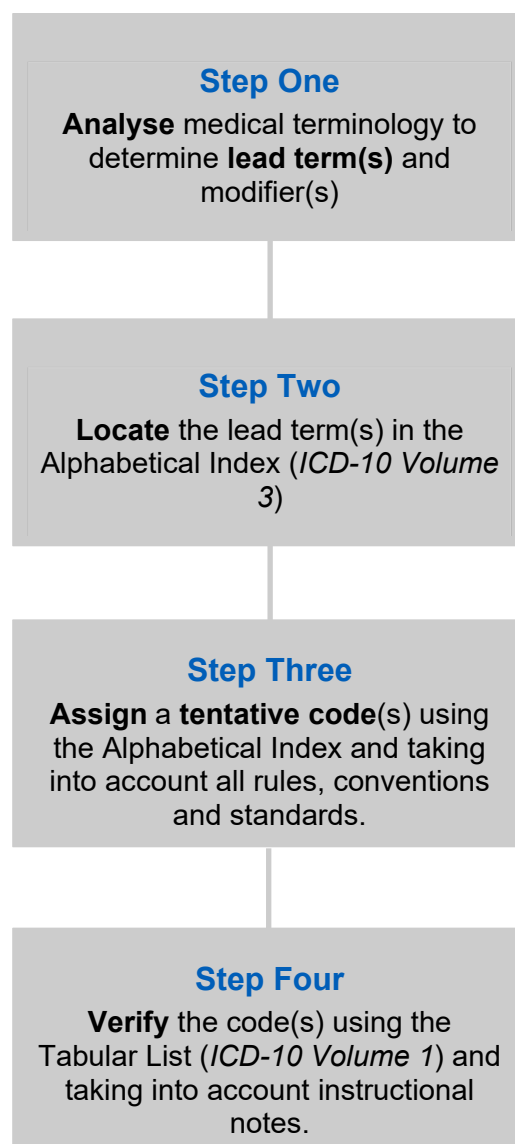 Step One
Analyse medical terminology to
determine lead term(s) and
modifier(s)
Step Two
Locate the lead term(s) in the
Alphabetical Index (ICD-10 Volume
3)
Step Three
Assign a tentative code(s) using
the Alphabetical Index and taking
into account all rules, conventions
and standards.
Step Four
Verify the code(s) using the
Tabular List (ICD-10 Volume 1) and
taking into account instructional
notes.